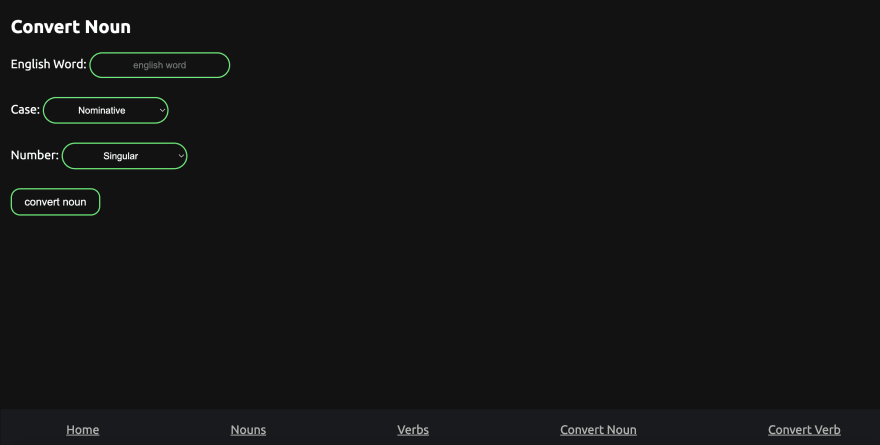 Convert Noun
English Word: english word
Case: Nominative
Number: Singular
convert noun
Home Nouns Verbs Convert Noun Convert Verb